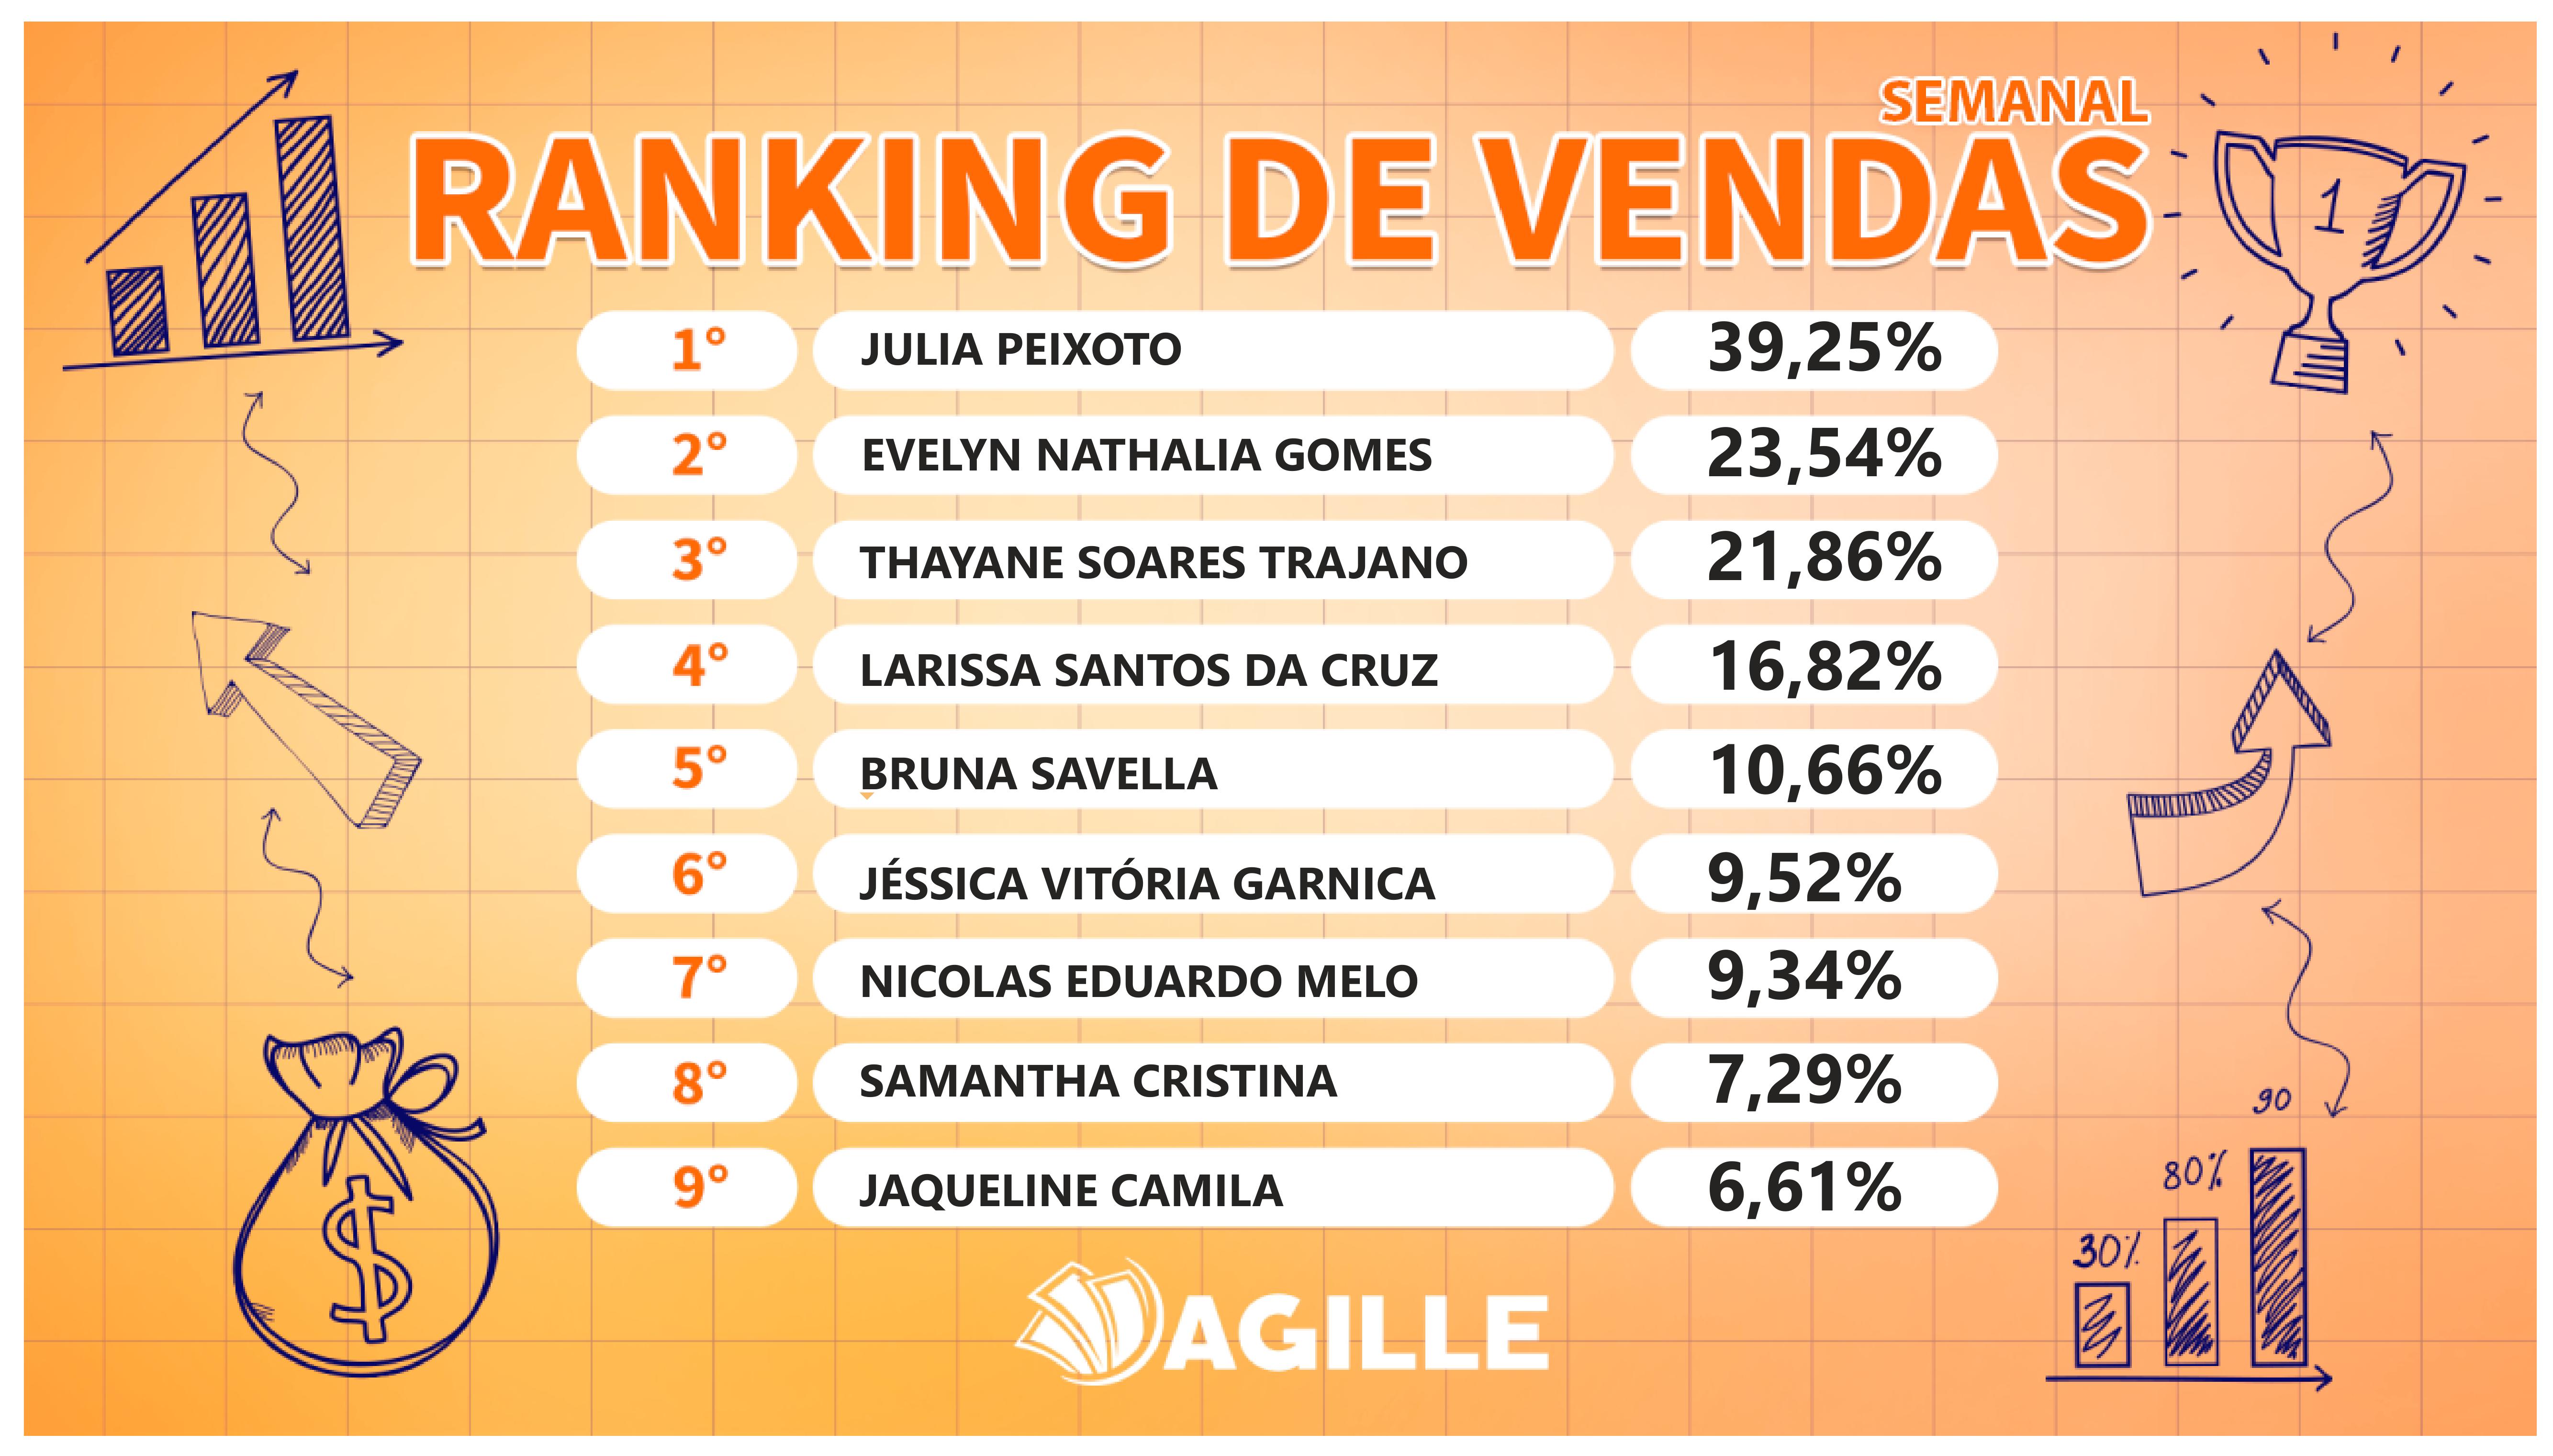 SEMANAL
RANKING DE VENDAS
1
1° JULIA PEIXOTO 39,25%
2° EVELYN NATHALIA GOMES 23,54%
3° THAYANE SOARES TRAJANO 21,86%
4° LARISSA SANTOS DA CRUZ 16,82%
5° BRUNA SAVELLA 10,66%
6° JÉSSICA VITÓRIA GARNICA 9,52%
7° NICOLAS EDUARDO MELO 9,34%
8° SAMANTHA CRISTINA 7,29%
9° JAQUELINE CAMILA 6,61%
$
30% 80% 90
AGILLE